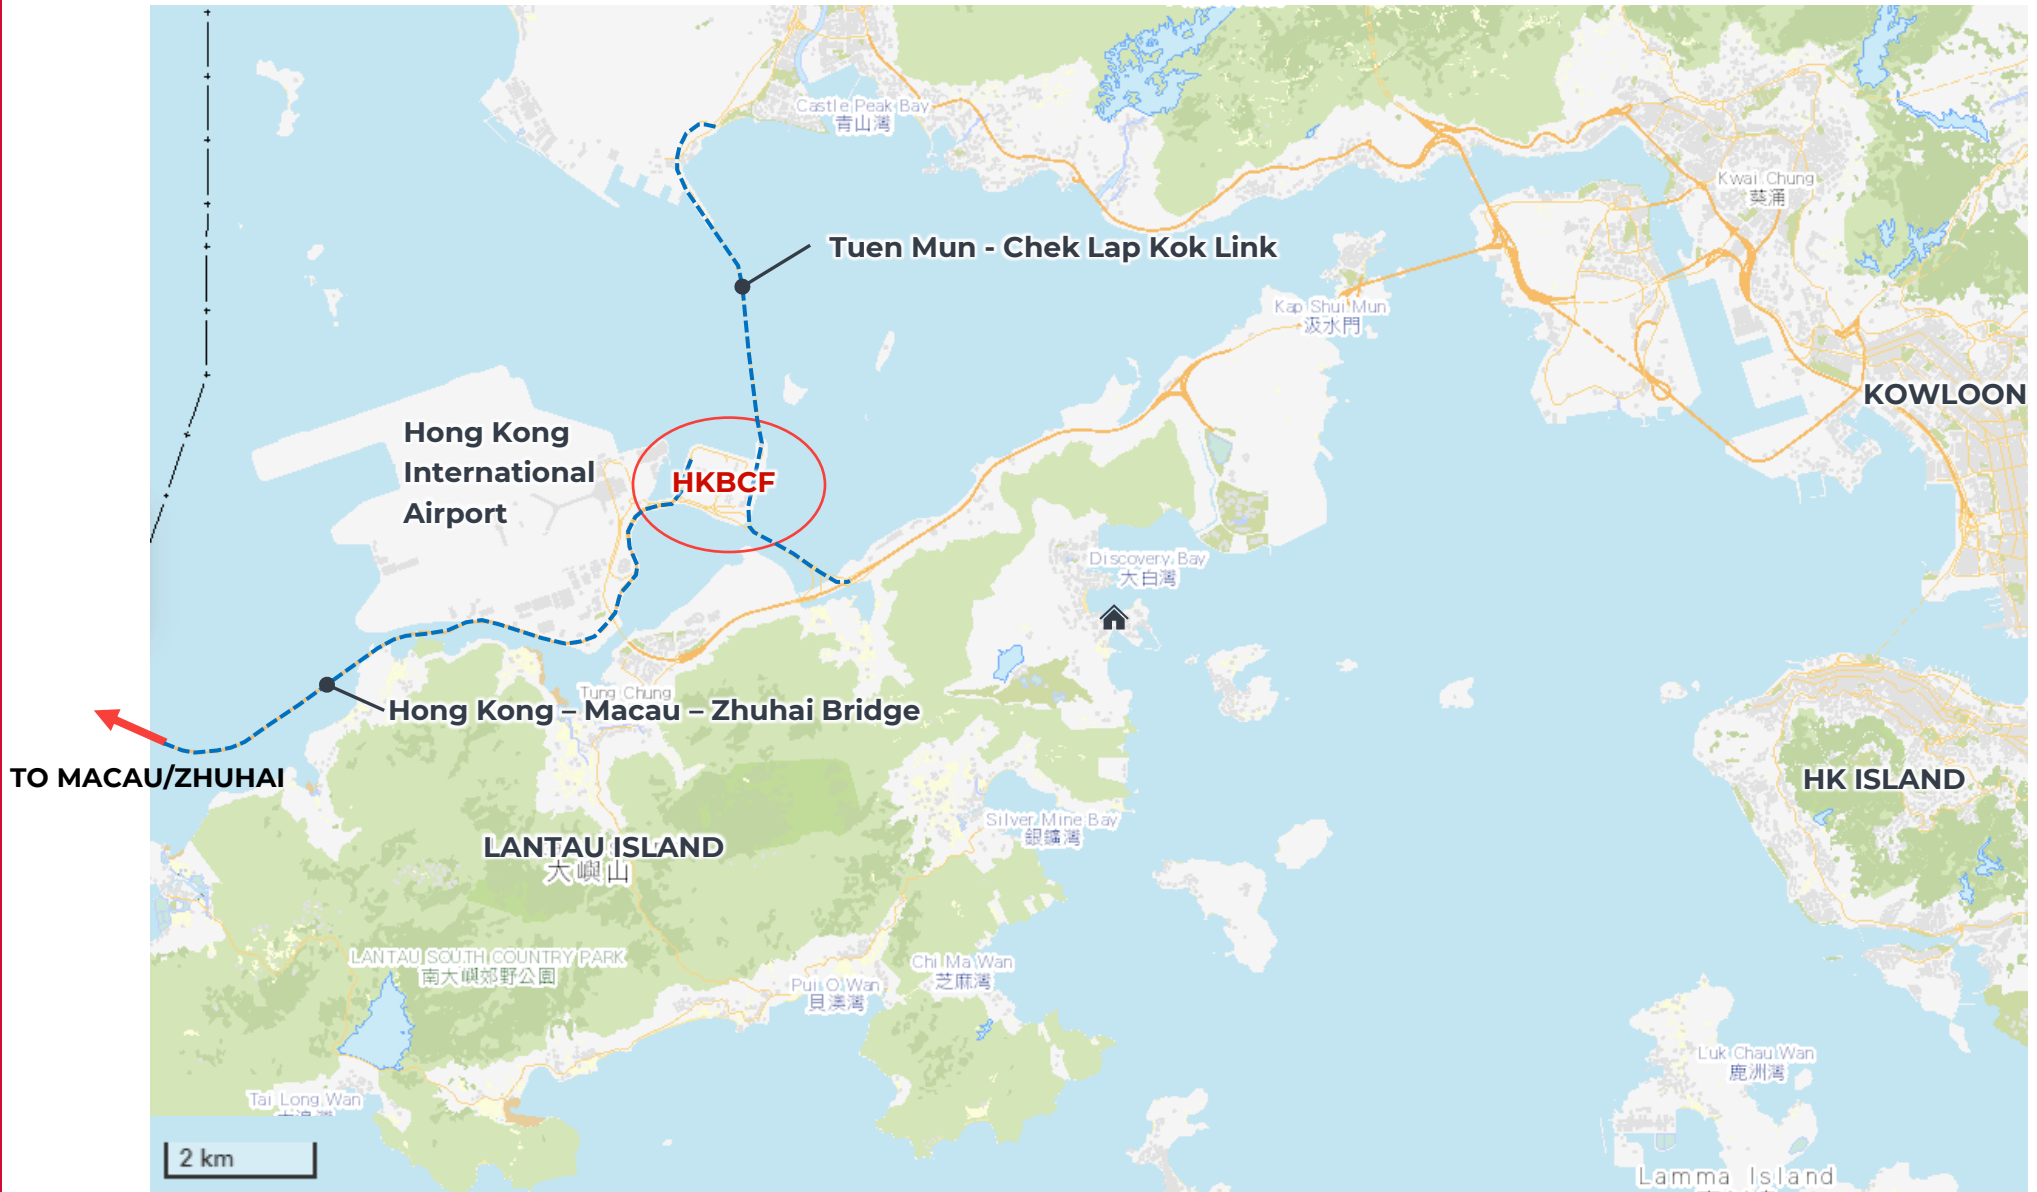 Castle Peak Bay
青山灣
Kwai Chung
葵涌
Tuen Mun - Chek Lap Kok Link
Kap Shui Mun
汲水門
KOWLOON
Hong Kong
International
Airport
HKBCF
Discovery Bay
大白灣
Tung Chung
Hong Kong – Macau – Zhuhai Bridge
TO MACAU/ZHUHAI
HK ISLAND
Silver Mine Bay
銀鑛灣
LANTAU ISLAND
大嶼山
LANTAU SOUTH COUNTRY PARK
南大嶼郊野公園
Chi Ma Wan
芝麻灣
Pui O Wan
貝澳灣
Luk Chau Wan
鹿洲灣
Tai Long Wan
2 km
Lamma Island